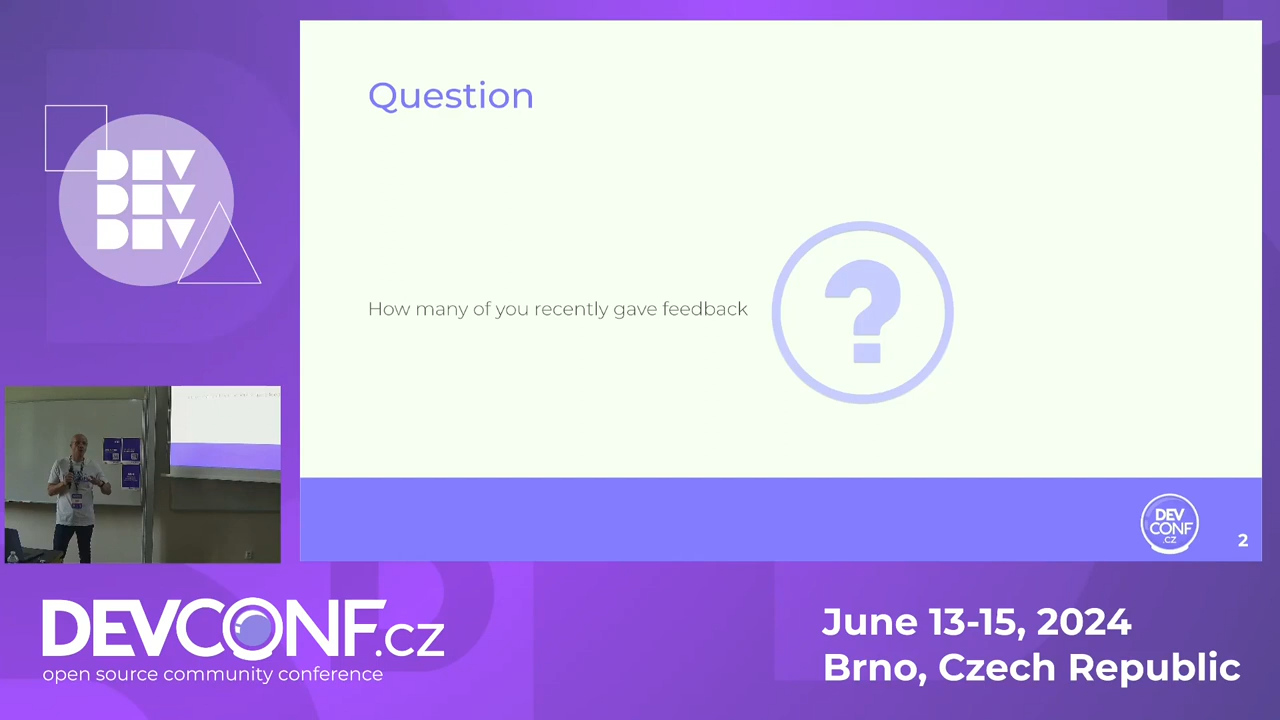 DEV
DEV
DEV
Question
How many of you recently gave feedback
?
DEV
CONF
.CZ
2
DEVCONF.cz
open source community conference
June 13-15, 2024
Brno, Czech Republic